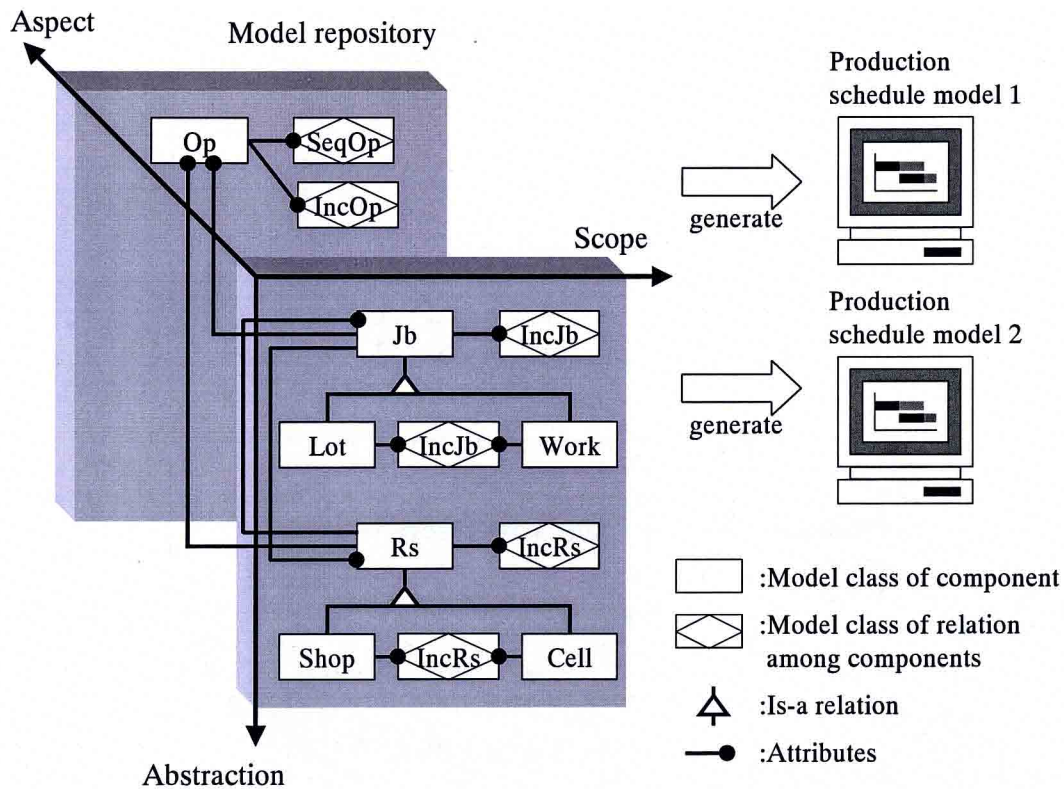 Aspect
Model repository
Production
schedule model 1
Op
SeqOp
IncOp
generate
Scope
Production
schedule model 2
Jb
IncJb
generate
Lot
IncJb
Work
Rs
IncRs
:Model class of component
Shop
IncRs
Cell
:Model class of relation
among components
:Is-a relation
:Attributes
Abstraction